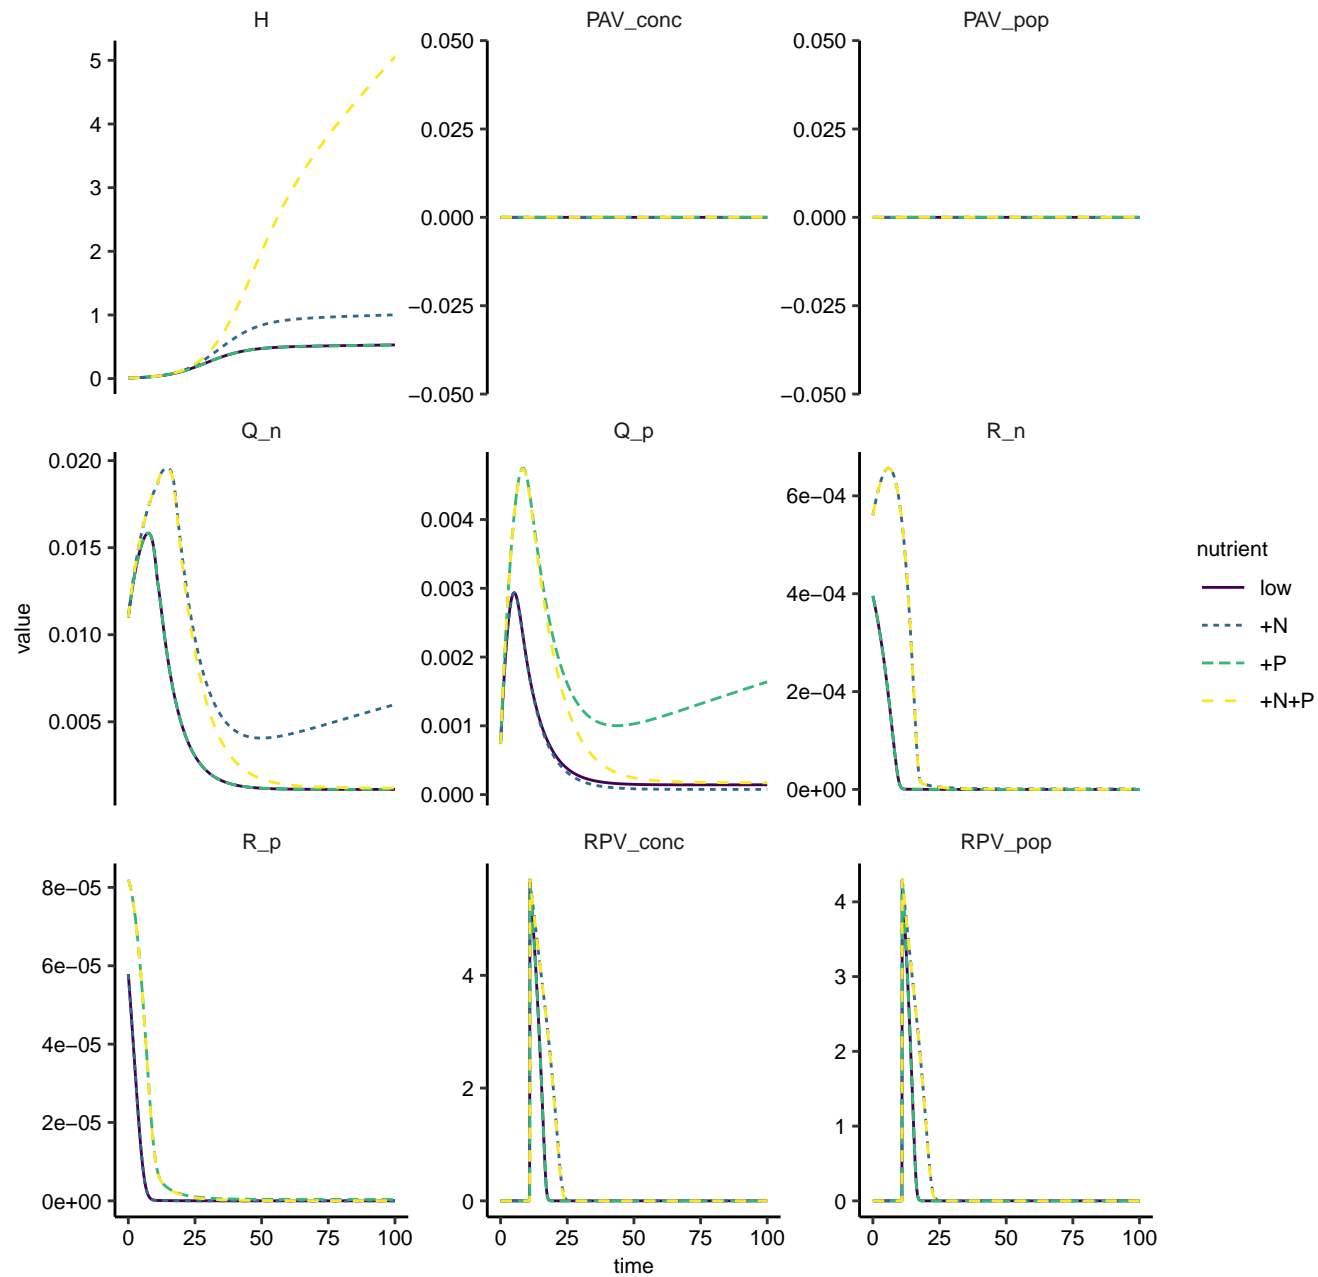 H
PAV_conc
PAV_pop
5
4
3
2
1
0
0.050
0.025
0.000
−0.025
−0.050
0.050
0.025
0.000
−0.025
−0.050
Q_n
Q_p
R_n
0.020
0.015
0.010
0.005
0.004
0.003
0.002
0.001
0.000
6e−04
4e−04
2e−04
0e+00
R_p
RPV_conc
RPV_pop
8e−05
6e−05
4e−05
2e−05
0e+00
4
2
0
4
3
2
1
0
0 25 50 75 100
0 25 50 75 100
0 25 50 75 100
time
value
nutrient
low
+N
+P
+N+P